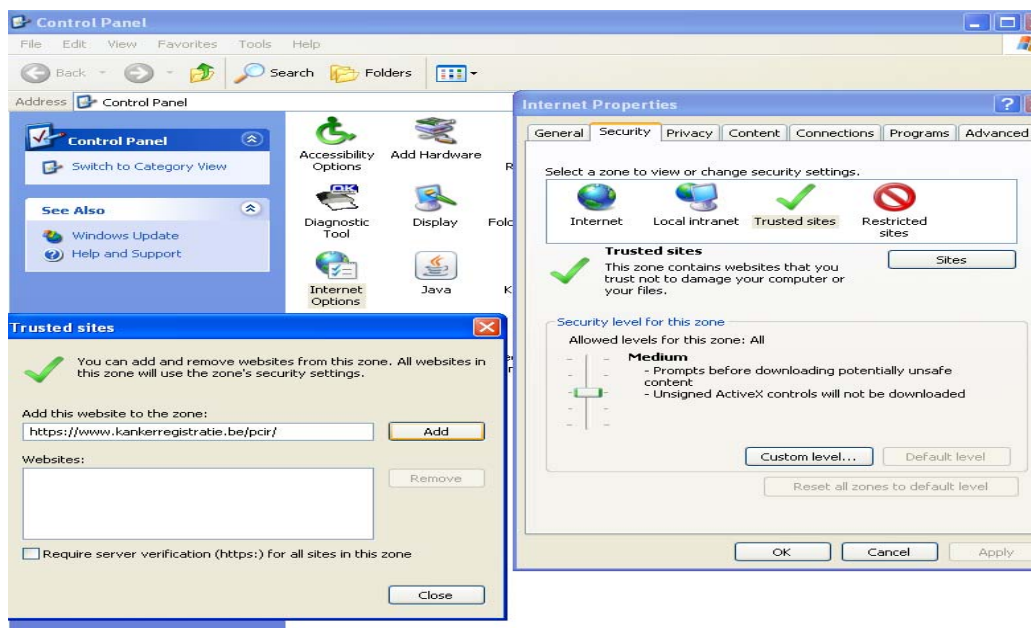 Control Panel
File Edit View Favorites Tools Help
Back Search Folders
Address Control Panel
Control Panel
Switch to Category View
See Also
Windows Update
Help and Support
Accessibility Options
Add Hardware
R
OK
Diagnostic Tool
Display
Folc
Internet Options
Java
K
Internet Properties
General Security Privacy Content Connections Programs Advanced
Select a zone to view or change security settings.
Internet Local intranet Trusted sites Restricted sites
Trusted sites
This zone contains websites that you
trust not to damage your computer or
your files.
Sites
Security level for this zone
Allowed levels for this zone: All
Medium
- Prompts before downloading potentially unsafe
content
- Unsigned ActiveX controls will not be downloaded
Custom level... Default level
Reset all zones to default level
OK Cancel Apply
Trusted sites
You can add and remove websites from this zone. All websites in
this zone will use the zone's security settings.
Add this website to the zone:
https://www.kankerregistratie.be/pcir/ Add
Websites:
Remove
Require server verification (https:) for all sites in this zone
Close